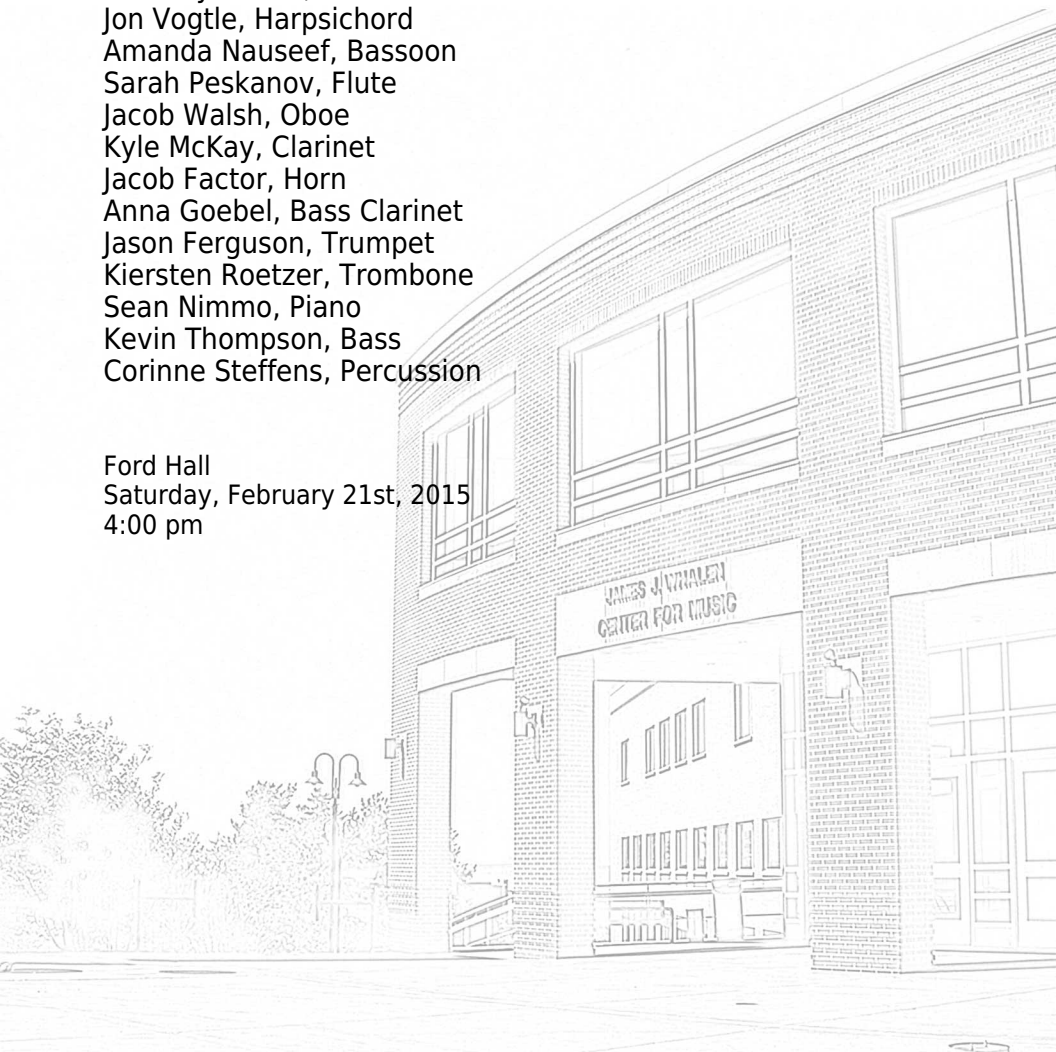 Jon Vogtle, Harpsichord
Amanda Nauseef, Bassoon
Sarah Peskanov, Flute
Jacob Walsh, Oboe
Kyle McKay, Clarinet
Jacob Factor, Horn
Anna Goebel, Bass Clarinet
Jason Ferguson, Trumpet
Kiersten Roetzer, Trombone
Sean Nimmo, Piano
Kevin Thompson, Bass
Corinne Steffens, Percussion
Ford Hall
Saturday, February 21st, 2015
4:00 pm
JAMES J. WHALEN
CENTER FOR MUSIC